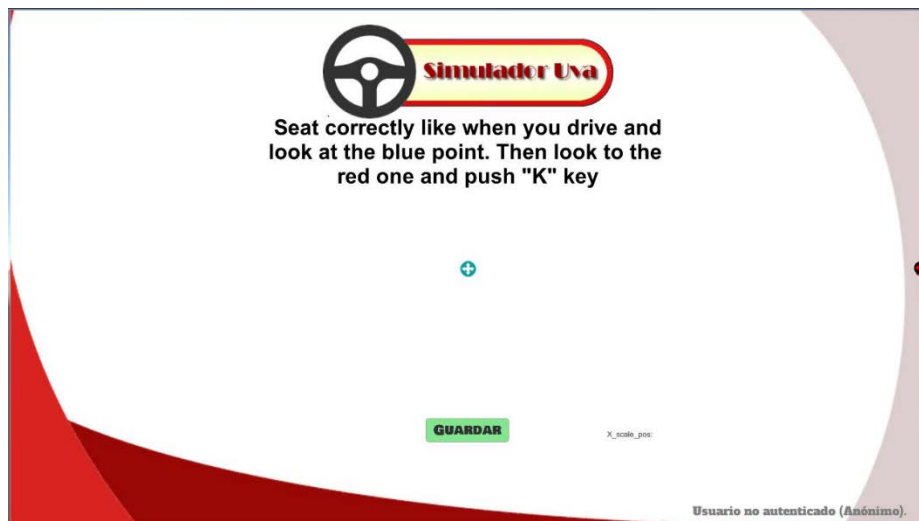 Simulador Uva
Seat correctly like when you drive and
look at the blue point. Then look to the
red one and push "K" key
GUARDAR
X_scale_pos:
Usuario no autenticado (Anónimo).